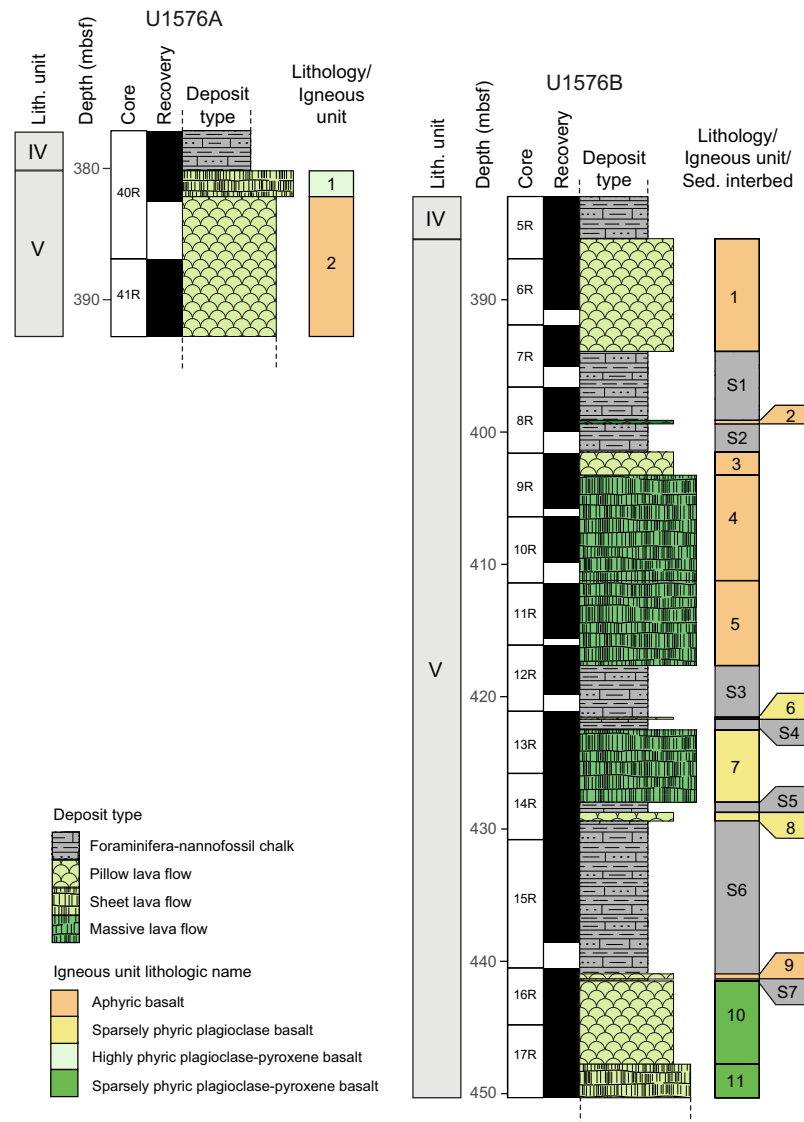 U1576A
Lith. unit
Depth (mbsf)
Core
Recovery
Deposit
type
Lithology/
Igneous
unit
IV
V
380
390
40R
41R
1
2
U1576B
Lith. unit
Depth (mbsf)
Core
Recovery
Deposit
type
Lithology/
Igneous unit/
Sed. interbed
IV
V
390
400
410
420
430
440
450
5R
6R
7R
8R
9R
10R
11R
12R
13R
14R
15R
16R
17R
1
S1
2
S2
3
4
5
S3
6
S4
7
S5
8
S6
9
S7
10
11
Deposit type
Foraminifera-nannofossil chalk
Pillow lava flow
Sheet lava flow
Massive lava flow
Igneous unit lithologic name
Aphyric basalt
Sparsely phyric plagioclase basalt
Highly phyric plagioclase-pyroxene basalt
Sparsely phyric plagioclase-pyroxene basalt